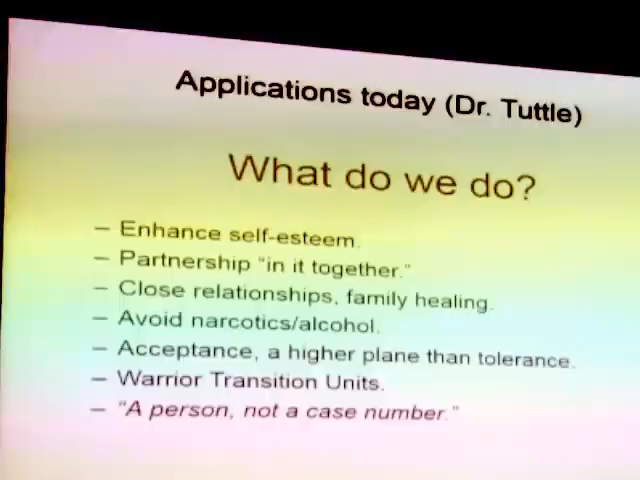 Applications today (Dr. Tuttle)
What do we do?
– Enhance self-esteem.
– Partnership "in it together."
– Close relationships, family healing.
– Avoid narcotics/alcohol.
– Acceptance, a higher plane than tolerance.
– Warrior Transition Units.
– "A person, not a case number."